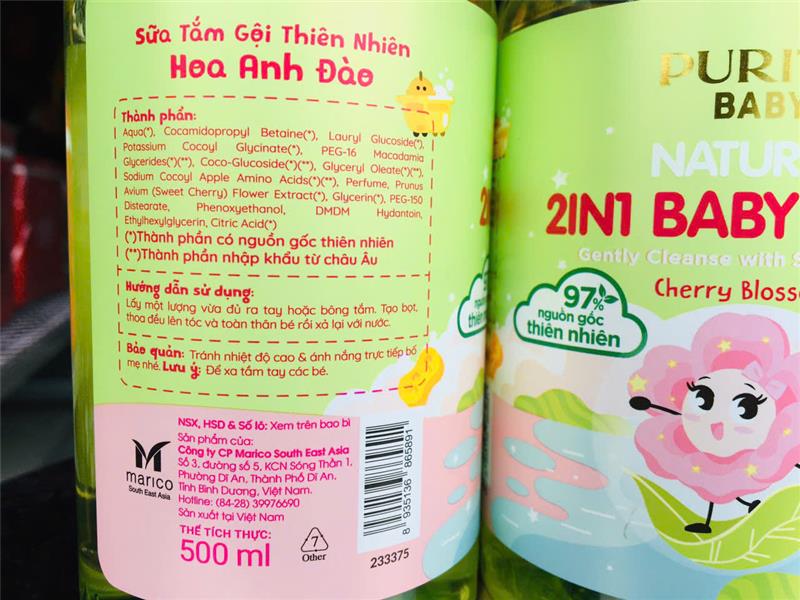 Sữa Tắm Gội Thiên Nhiên
Hoa Anh Đào
Thành phần:
Aqua(*), Cocamidopropyl Betaine(*), Lauryl Glucoside(*),
Potassium Cocoyl Glycinate(*), PEG-16 Macadamia
Glycerides(*)(**), Coco-Glucoside(*)(**), Glyceryl Oleate(*)(**),
Sodium Cocoyl Apple Amino Acids(*)(**), Perfume, Prunus
Avium (Sweet Cherry) Flower Extract(*), Glycerin(*), PEG-150
Distearate, Phenoxyethanol, DMDM Hydantoin,
Ethylhexylglycerin, Citric Acid(*)
(*)Thành phần có nguồn gốc thiên nhiên
(**)Thành phần nhập khẩu từ châu Âu
Hướng dẫn sử dụng:
Lấy một lượng vừa đủ ra tay hoặc bông tắm. Tạo bọt,
thoa đều lên tóc và toàn thân bé rồi xả lại với nước.
Bảo quản: Tránh nhiệt độ cao & ánh nắng trực tiếp bố
mẹ nhé. Lưu ý: Để xa tầm tay các bé.
NSX, HSD & Số lô: Xem trên bao bì
Sản phẩm của:
Công ty CP Marico South East Asia
Số 3, đường số 5, KCN Sóng Thần 1,
Phường Dĩ An, Thành Phố Dĩ An,
Tỉnh Bình Dương, Việt Nam.
Hotline: (84-28) 39976690
Sản xuất tại Việt Nam
THỂ TÍCH THỰC:
500 ml
marico
South East Asia
7
Other
8 935136 865891
233375
PURIT
BABY
NATUR
2IN1 BABY
Gently Cleanse with S
Cherry Blosso
97%
nguồn gốc
thiên nhiên